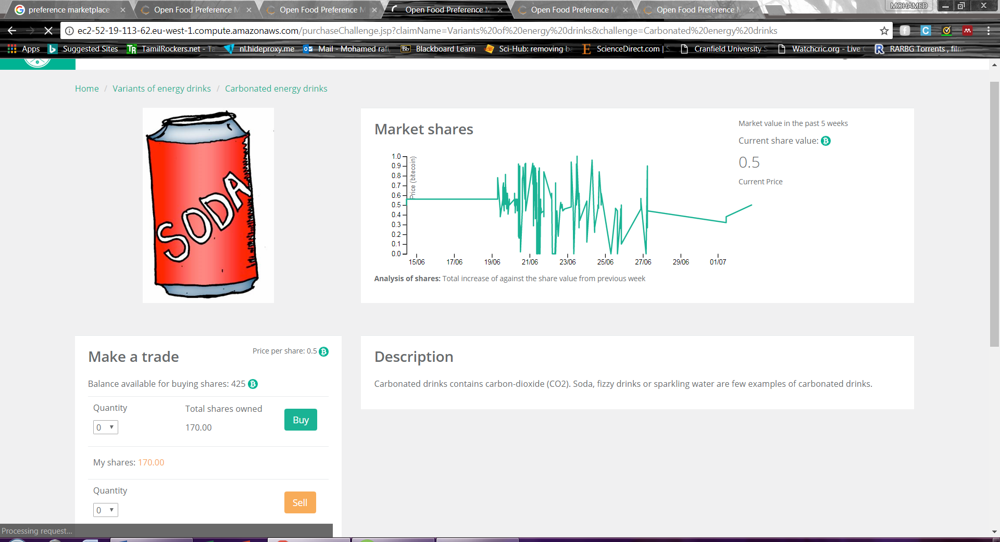 preference marketplace
Open Food Preference M
Open Food Preference M
Open Food Preference M
Open Food Preference M
Open Food Preference M
MOHAMED
ec2-52-19-113-62.eu-west-1.compute.amazonaws.com/purchaseChallenge.jsp?claimName=Variants%20of%20energy%20drinks&challenge=Carbonated%20energy%20drinks
Apps
Suggested Sites
TamilRockers.net - Ta
nl.hideproxy.me
Mail - Mohamed rafi
Bb Blackboard Learn
Sci-Hub: removing ba
ScienceDirect.com | S
Cranfield University S
Watchcric.org - Live
RARBG Torrents , film
Home / Variants of energy drinks / Carbonated energy drinks
SODA
Market shares
Market value in the past 5 weeks
Current share value:
0.5
Current Price
Price (bitecoin)
1.0
0.9
0.8
0.7
0.6
0.5
0.4
0.3
0.2
0.1
0.0
15/06 17/06 19/06 21/06 23/06 25/06 27/06 29/06 01/07
Analysis of shares: Total increase of against the share value from previous week
Make a trade
Price per share: 0.5
Balance available for buying shares: 425
Quantity
Total shares owned
0
170.00
Buy
My shares: 170.00
Quantity
0
Sell
Description
Carbonated drinks contains carbon-dioxide (CO2). Soda, fizzy drinks or sparkling water are few examples of carbonated drinks.
Processing request...